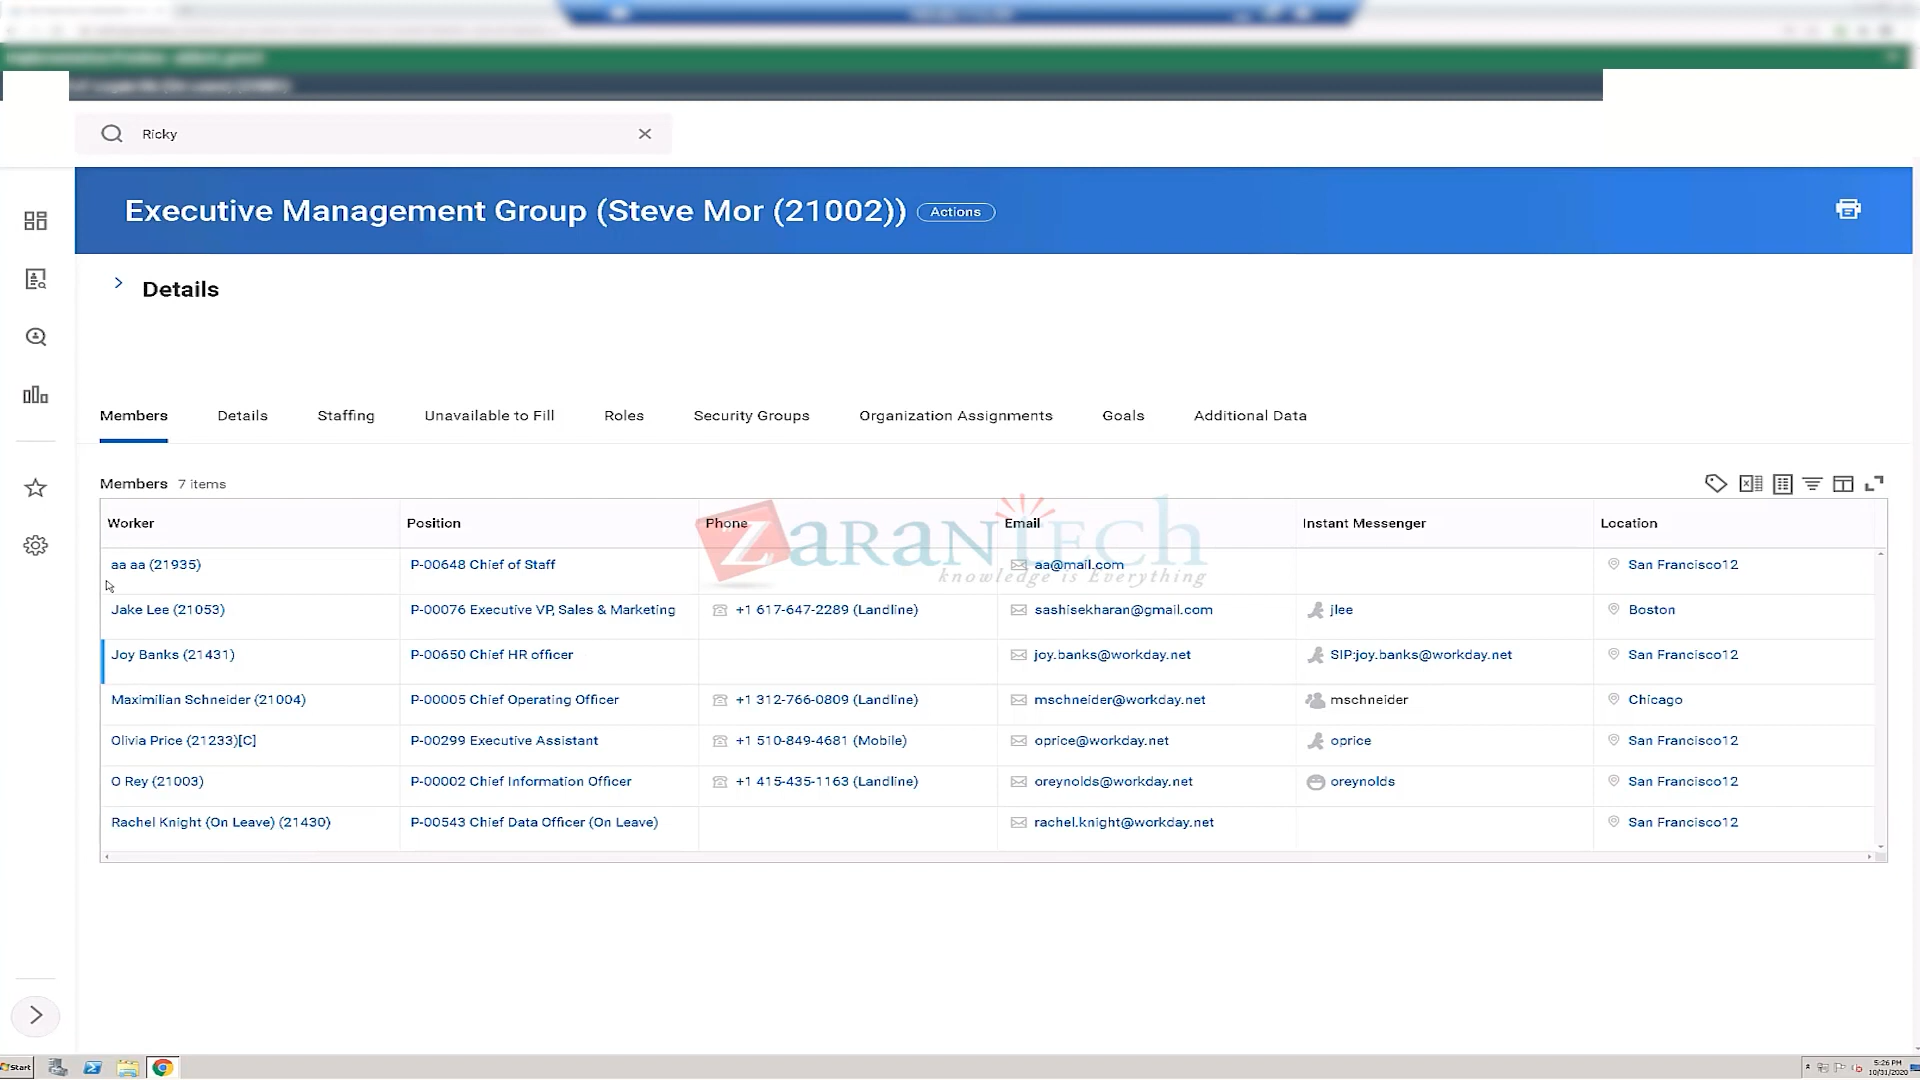 Ricky
Executive Management Group (Steve Mor (21002)) Actions
Details
Members Details Staffing Unavailable to Fill Roles Security Groups Organization Assignments Goals Additional Data
Members 7 items
Worker Position Phone Email Instant Messenger Location
aa aa (21935) P-00648 Chief of Staff aa@mail.com San Francisco12
Jake Lee (21053) P-00076 Executive VP, Sales & Marketing +1 617-647-2289 (Landline) sashisekharan@gmail.com jlee Boston
Joy Banks (21431) P-00650 Chief HR officer joy.banks@workday.net SIP:joy.banks@workday.net San Francisco12
Maximilian Schneider (21004) P-00005 Chief Operating Officer +1 312-766-0809 (Landline) mschneider@workday.net mschneider Chicago
Olivia Price (21233)[C] P-00299 Executive Assistant +1 510-849-4681 (Mobile) oprice@workday.net oprice San Francisco12
O Rey (21003) P-00002 Chief Information Officer +1 415-435-1163 (Landline) oreynolds@workday.net oreynolds San Francisco12
Rachel Knight (On Leave) (21430) P-00543 Chief Data Officer (On Leave) rachel.knight@workday.net San Francisco12
ZaranTech
knowledge is Everything
Start
5:26 PM
10/31/2020